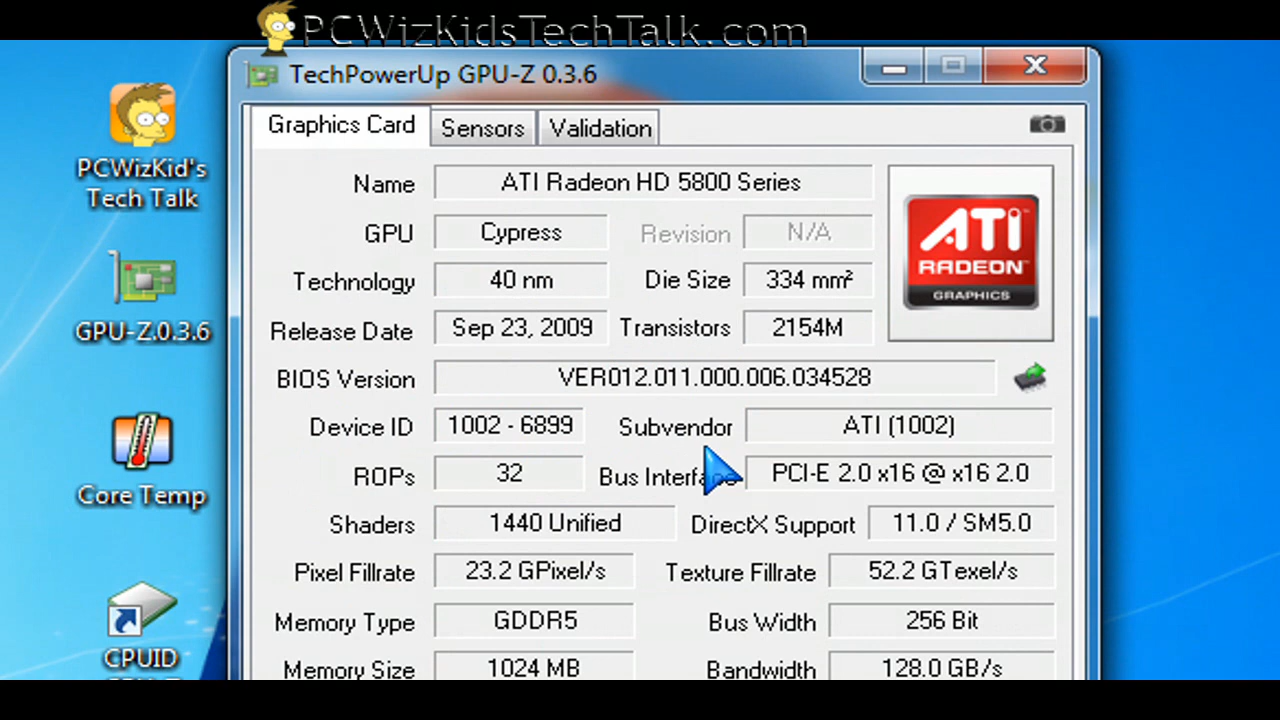 PCWizKidsTechTalk.com
TechPowerUp GPU-Z 0.3.6
Graphics Card Sensors Validation
PCWizKid's
Tech Talk
GPU-Z.0.3.6
Core Temp
CPUID
Name ATI Radeon HD 5800 Series
GPU Cypress Revision N/A
Technology 40 nm Die Size 334 mm²
Release Date Sep 23, 2009 Transistors 2154M
BIOS Version VER012.011.000.006.034528
Device ID 1002 - 6899 Subvendor ATI (1002)
ROPs 32 Bus Interface PCI-E 2.0 x16 @ x16 2.0
Shaders 1440 Unified DirectX Support 11.0 / SM5.0
Pixel Fillrate 23.2 GPixel/s Texture Fillrate 52.2 GTexel/s
Memory Type GDDR5 Bus Width 256 Bit
Memory Size 1024 MB Bandwidth 128.0 GB/s
ATI
RADEON
GRAPHICS